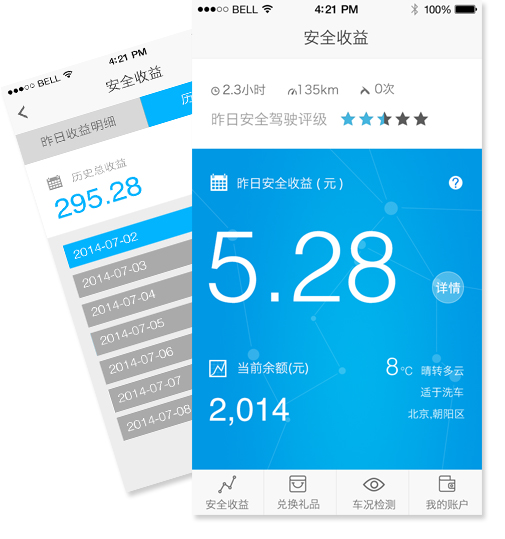 BELL 4:21 PM
安全收益
昨日收益明细 历
历史总收益
295.28
2014-07-02
2014-07-03
2014-07-04
2014-07-05
2014-07-06
2014-07-07
2014-07-08
BELL 4:21 PM 100%
安全收益
2.3小时 135km 0次
昨日安全驾驶评级
昨日安全收益 ( 元 ) ?
5.28
详情
当前余额(元) 8℃ 晴转多云
适于洗车
2,014 北京,朝阳区
安全收益 兑换礼品 车况检测 我的账户